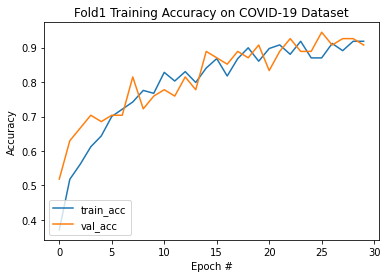 Fold1 Training Accuracy on COVID-19 Dataset
Accuracy
0.9
0.8
0.7
0.6
0.5
0.4
train_acc
val_acc
0 5 10 15 20 25 30
Epoch #